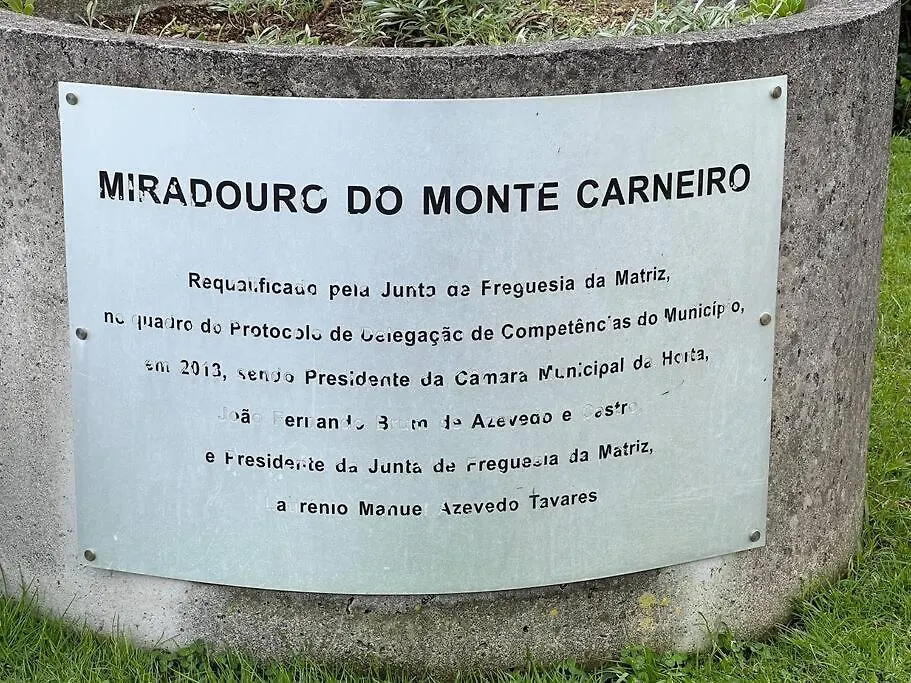 MIRADOURO DO MONTE CARNEIRO
Requalificado pela Junta de Freguesia da Matriz,
no quadro do Protocolo de Delegação de Competências do Município,
em 2013, sendo Presidente da Câmara Municipal da Horta,
João Fernando Brum de Azevedo e Castro,
e Presidente da Junta de Freguesia da Matriz,
Manuel Azevedo Tavares